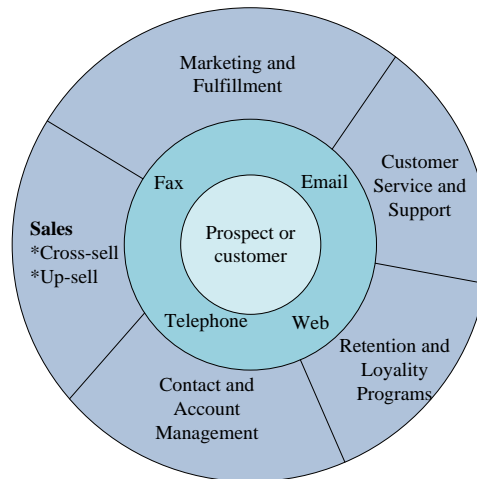 Marketing and
Fulfillment
Customer
Service and
Support
Retention and
Loyality
Programs
Contact and
Account
Management
Sales
*Cross-sell
*Up-sell
Fax
Email
Telephone
Web
Prospect or
customer